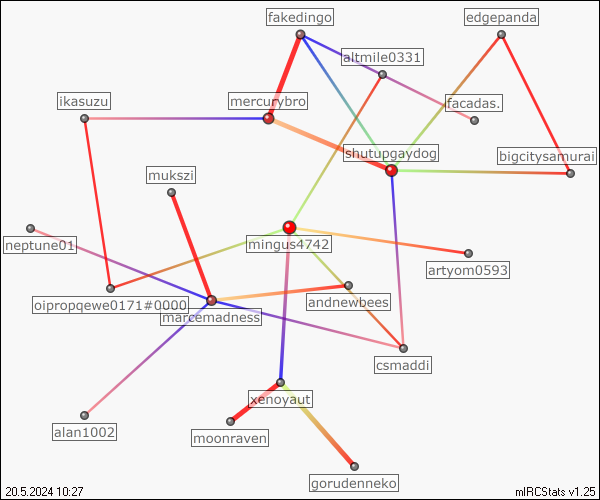 fakedingo
edgepanda
altmile0331
ikasuzu
mercurybro
facadas.
shutupgaydog
bigcitysamurai
mukszi
neptune01
mingus4742
artyom0593
oipropqewe0171#0000
andnewbees
marcemadness
csmaddi
xenoyaut
alan1002
moonraven
gorudenneko
20.5.2024 10:27
mIRCStats v1.25